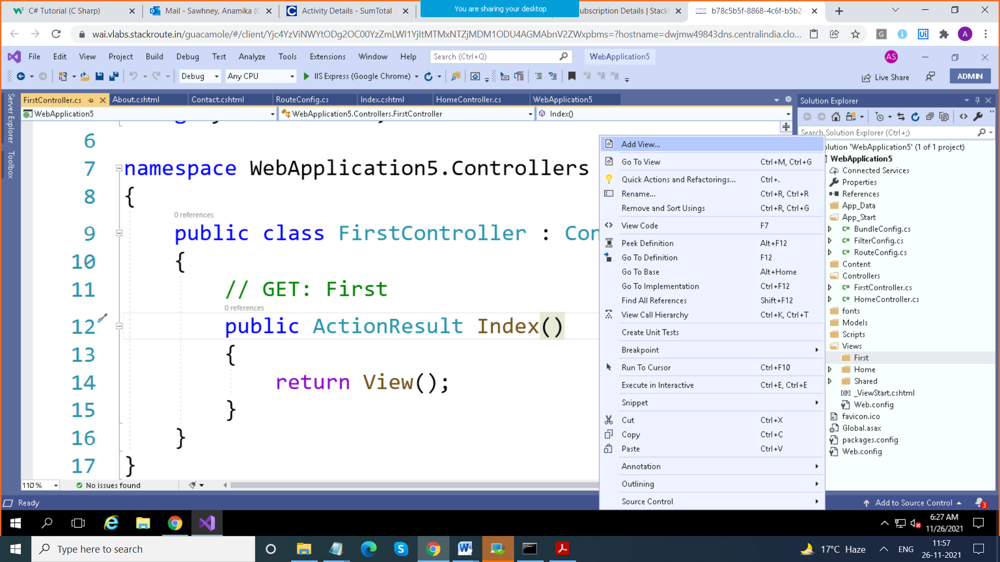 C# Tutorial (C Sharp)
Mail - Sawhney, Anamika (C
Activity Details - SumTotal
You are sharing your desktop
ubscription Details | Stackl
b78c5b5f-8868-4c6f-b5b2-
wai.vlabs.stackroute.in/guacamole/#/client/Yjc4YzViNWYtODg2OC00YzZmLWI1YjItMTMxNTZjMDM1ODU4AGMAbnV2ZWxpbms=?hostname=dwjmw49843dns.centralindia.clo...
File Edit View Project Build Debug Test Analyze Tools Extensions Window Help
Search (Ctrl+Q)
WebApplication5
AS
Debug
Any CPU
IIS Express (Google Chrome)
Live Share
ADMIN
Server Explorer
Toolbox
FirstController.cs
About.cshtml
Contact.cshtml
RouteConfig.cs
Index.cshtml
HomeController.cs
WebApplication5
WebApplication5
WebApplication5.Controllers.FirstController
Index()
6
7 namespace WebApplication5.Controllers
8 {
0 references
9 public class FirstController : Con
10 {
11 // GET: First
0 references
12 public ActionResult Index()
13 {
14 return View();
15 }
16 }
17 }
110 %
No issues found
Add View...
Go To View Ctrl+M, Ctrl+G
Quick Actions and Refactorings... Ctrl+.
Rename... Ctrl+R, Ctrl+R
Remove and Sort Usings Ctrl+R, Ctrl+G
View Code F7
Peek Definition Alt+F12
Go To Definition F12
Go To Base Alt+Home
Go To Implementation Ctrl+F12
Find All References Shift+F12
View Call Hierarchy Ctrl+K, Ctrl+T
Create Unit Tests
Breakpoint
Run To Cursor Ctrl+F10
Execute in Interactive Ctrl+E, Ctrl+E
Snippet
Cut Ctrl+X
Copy Ctrl+C
Paste Ctrl+V
Annotation
Outlining
Source Control
Solution Explorer
Search Solution Explorer (Ctrl+;)
olution 'WebApplication5' (1 of 1 project)
WebApplication5
Connected Services
Properties
References
App_Data
App_Start
C# BundleConfig.cs
C# FilterConfig.cs
C# RouteConfig.cs
Content
Controllers
C# FirstController.cs
C# HomeController.cs
fonts
Models
Scripts
Views
First
Home
Shared
[@] _ViewStart.cshtml
Web.config
favicon.ico
Global.asax
packages.config
Web.config
Ready
Add to Source Control
3
6:27 AM
11/26/2021
Type here to search
17°C Haze
ENG
11:57
26-11-2021